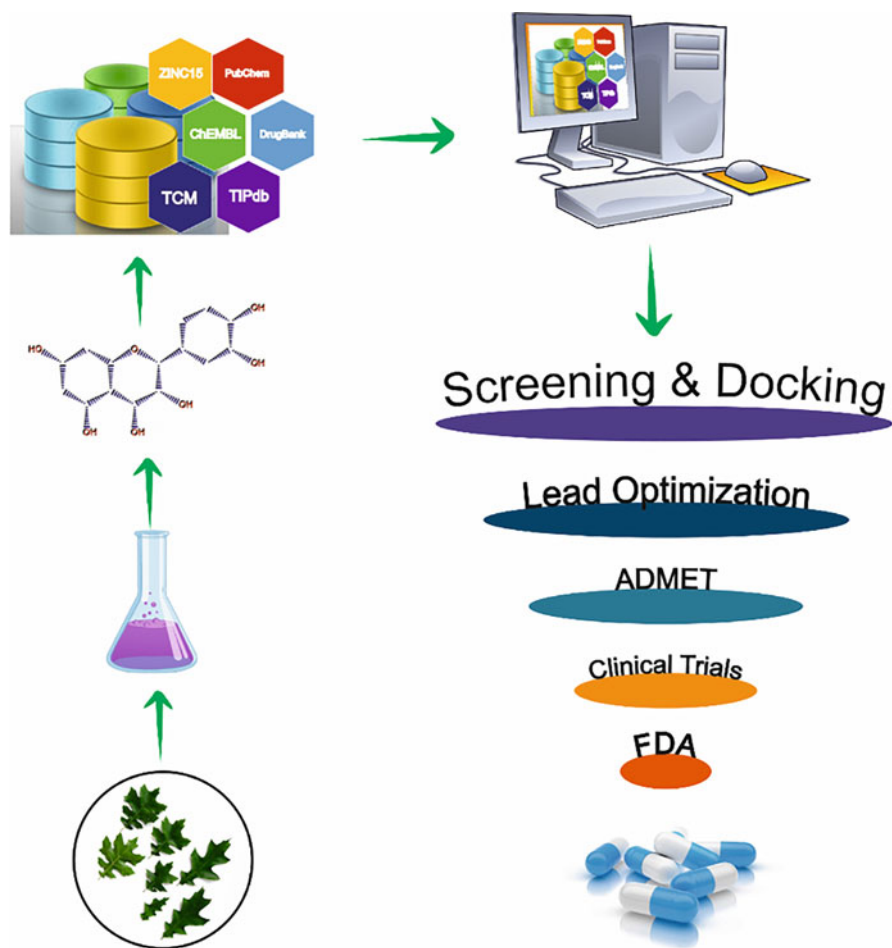 ZINC15
PubChem
ChEMBL
DrugBank
TCM
TIPdb
OH
HO
OH
OH
OH
OH
Screening & Docking
Lead Optimization
ADMET
Clinical Trials
FDA